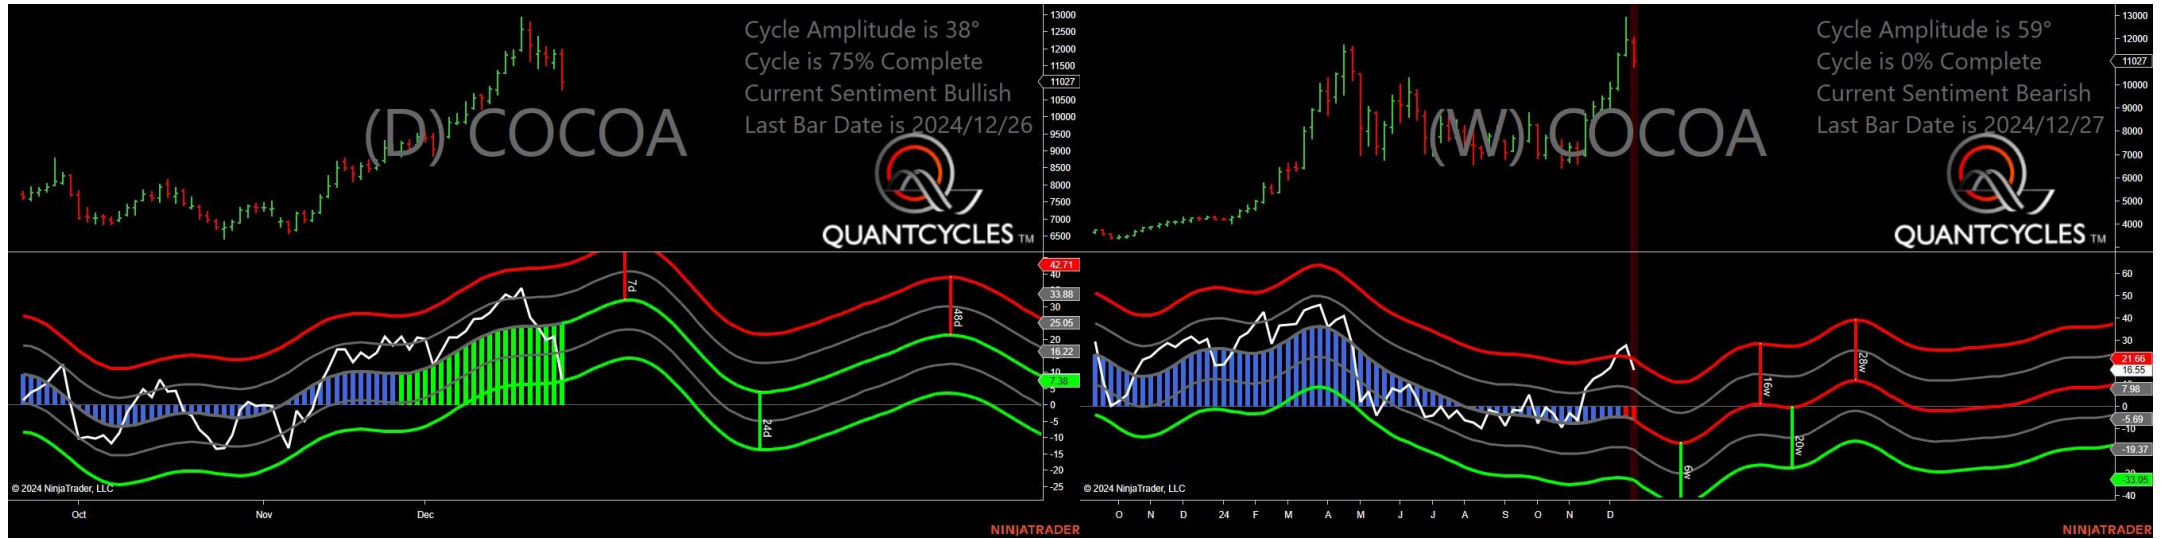 Cycle Amplitude is 38°
Cycle is 75% Complete
Current Sentiment Bullish
Last Bar Date is 2024/12/26
(D) COCOA
QUANTCYCLES TM
13000
12500
12000
11500
11027
10500
10000
9500
9000
8500
8000
7500
7000
6500
42.71
40
33.88
30
25.05
20
16.22
7.38
0
-5
-10
-15
-20
-25
7d
24d
48d
© 2024 NinjaTrader, LLC
Oct
Nov
Dec
NINJATRADER
Cycle Amplitude is 59°
Cycle is 0% Complete
Current Sentiment Bearish
Last Bar Date is 2024/12/27
(W) COCOA
QUANTCYCLES TM
13000
12000
11027
10000
9000
8000
7000
6000
5000
4000
60
50
40
30
21.66
16.55
7.98
0
-5.69
-10
-19.37
-33.05
-40
6w
16w
20w
28w
© 2024 NinjaTrader, LLC
O N D 24 F M A M J J A S O N D
NINJATRADER